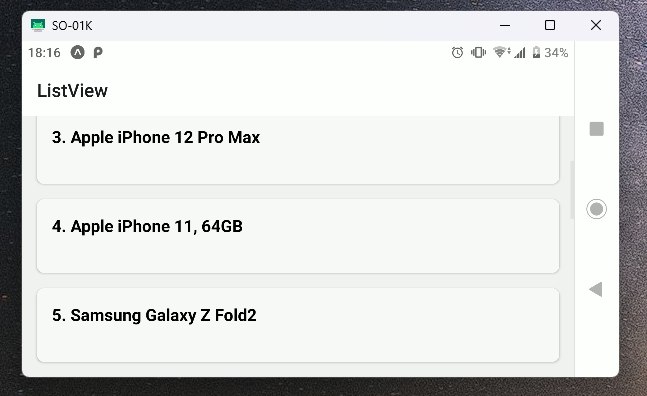 SO-01K
18:16 P 34%
ListView
3. Apple iPhone 12 Pro Max
4. Apple iPhone 11, 64GB
5. Samsung Galaxy Z Fold2